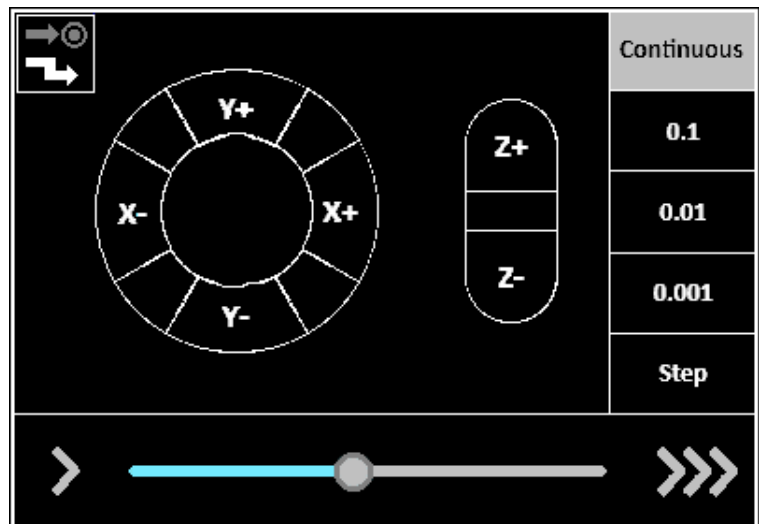 Continuous
Y+
0.1
Z+
X-
X+
0.01
Z-
0.001
Y-
Step